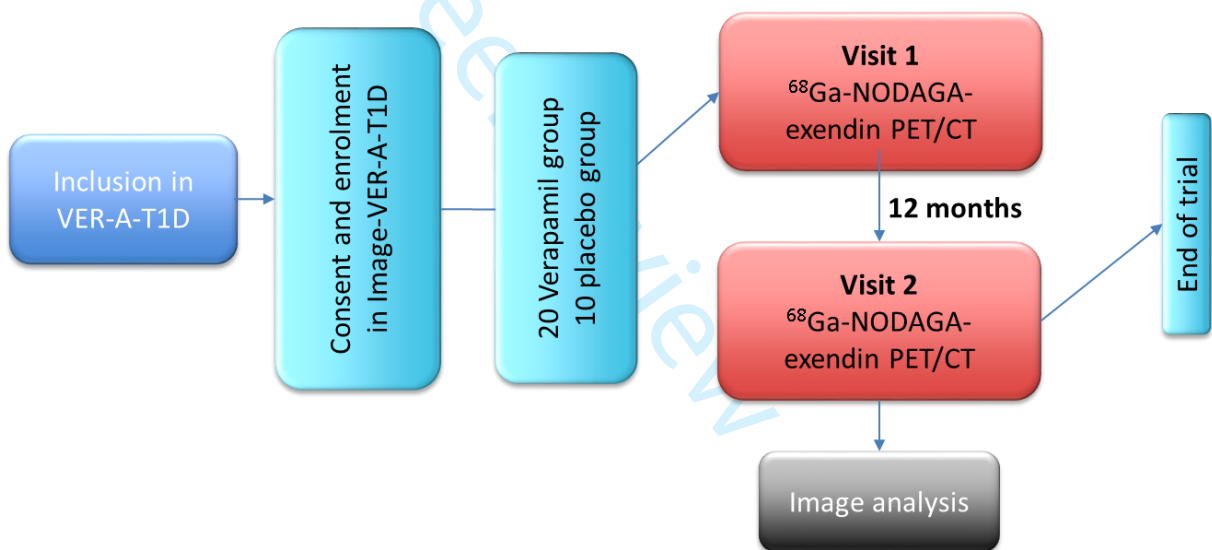 Inclusion in
VER-A-T1D
Consent and enrolment
in Image-VER-A-T1D
20 Verapamil group
10 placebo group
Visit 1
⁶⁸Ga-NODAGA-
exendin PET/CT
12 months
Visit 2
⁶⁸Ga-NODAGA-
exendin PET/CT
End of trial
Image analysis